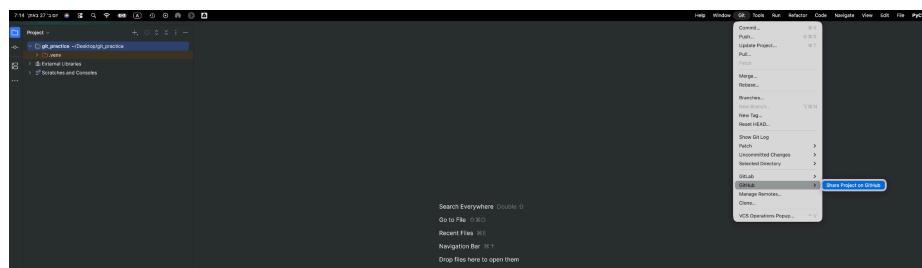 7:14 יום ב׳ 27 באוק׳
Help Window Git Tools Run Refactor Code Navigate View Edit File
Project
git_practice ~/Desktop/git_practice
.venv
External Libraries
Scratches and Consoles
Commit...
Push...
Update Project...
Pull...
Fetch
Merge...
Rebase...
Branches...
New Branch...
New Tag...
Reset HEAD...
Show Git Log
Patch
Uncommitted Changes
Selected Directory
GitLab
GitHub
Share Project on GitHub
Manage Remotes...
Clone...
VCS Operations Popup...
Search Everywhere Double ⇧
Go to File ⇧⌘O
Recent Files ⌘E
Navigation Bar ⌘↑
Drop files here to open them